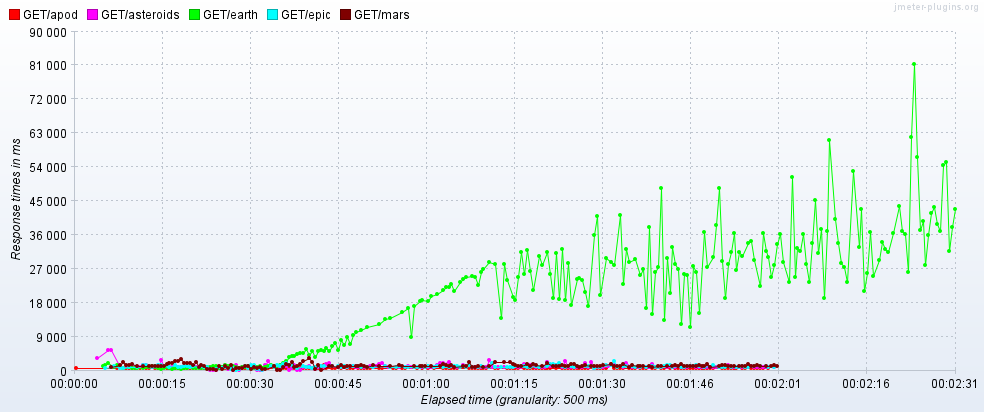 jmeter-plugins.org
GET/apod GET/asteroids GET/earth GET/epic GET/mars
90 000
81 000
72 000
63 000
54 000
45 000
36 000
27 000
18 000
9 000
0
Response times in ms
00:00:00 00:00:15 00:00:30 00:00:45 00:01:00 00:01:15 00:01:30 00:01:46 00:02:01 00:02:16 00:02:31
Elapsed time (granularity: 500 ms)